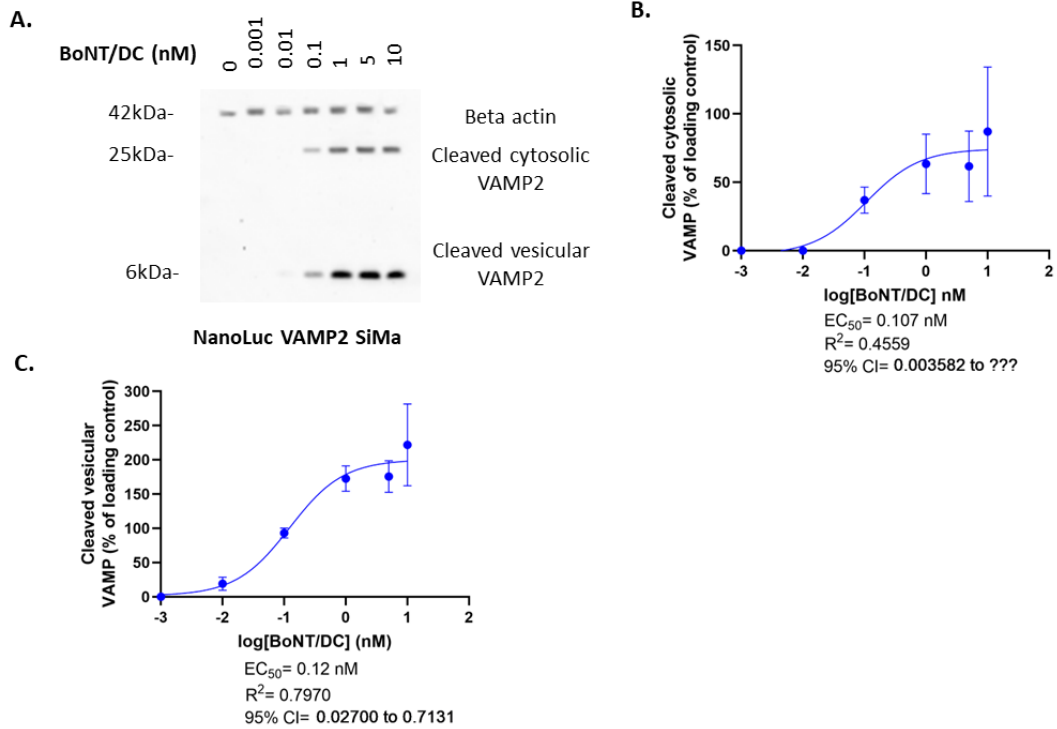 A.
BoNT/DC (nM)
0
0.001
0.01
0.1
1
5
10
42kDa-
25kDa-
6kDa-
Beta actin
Cleaved cytosolic
VAMP2
Cleaved vesicular
VAMP2
NanoLuc VAMP2 SiMa
B.
Cleaved cytosolic
VAMP (% of loading control)
150
100
50
0
-3 -2 -1 0 1 2
log[BoNT/DC] nM
EC50= 0.107 nM
R2= 0.4559
95% CI= 0.003582 to ???
C.
Cleaved vesicular
VAMP (% of loading control)
300
250
200
150
100
50
0
-3 -2 -1 0 1 2
log[BoNT/DC] (nM)
EC50= 0.12 nM
R2= 0.7970
95% CI= 0.02700 to 0.7131